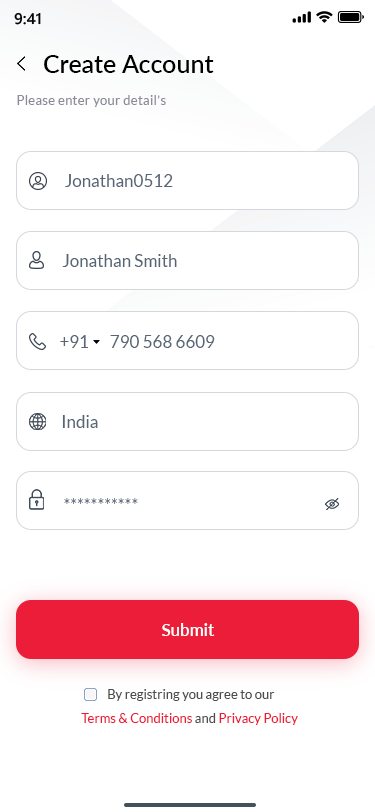 9:41
Create Account
Please enter your detail's
Jonathan0512
Jonathan Smith
+91 790 568 6609
India
***********
Submit
By registring you agree to our
Terms & Conditions and Privacy Policy